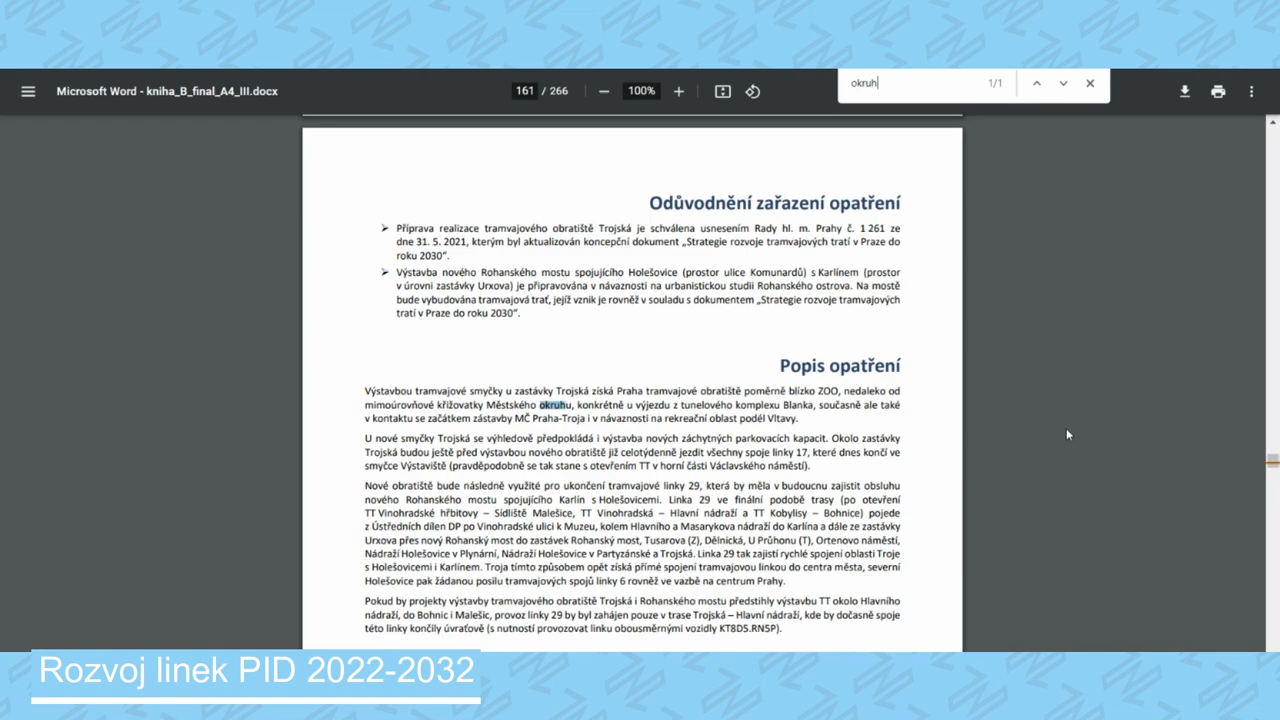 Microsoft Word - kniha_B_final_A4_III.docx
161 / 266
100%
okruh
1/1
Odůvodnění zařazení opatření
Příprava realizace tramvajového obratiště Trojská je schválena usnesením Rady hl. m. Prahy č. 1 261 ze
dne 31. 5. 2021, kterým byl aktualizován koncepční dokument „Strategie rozvoje tramvajových tratí v Praze do
roku 2030“.
Výstavba nového Rohanského mostu spojujícího Holešovice (prostor ulice Komunardů) s Karlínem (prostor
v úrovni zastávky Urxova) je připravována v návaznosti na urbanistickou studii Rohanského ostrova. Na mostě
bude vybudována tramvajová trať, jejíž vznik je rovněž v souladu s dokumentem „Strategie rozvoje tramvajových
tratí v Praze do roku 2030“.
Popis opatření
Výstavbou tramvajové smyčky u zastávky Trojská získá Praha tramvajové obratiště poměrně blízko ZOO, nedaleko od
mimoúrovňové křižovatky Městského okruhu, konkrétně u výjezdu z tunelového komplexu Blanka, současně ale také
v kontaktu se začátkem zástavby MČ Praha-Troja i v návaznosti na rekreační oblast podél Vltavy.
U nové smyčky Trojská se výhledově předpokládá i výstavba nových záchytných parkovacích kapacit. Okolo zastávky
Trojská budou ještě před výstavbou nového obratiště již celotýdenně jezdit všechny spoje linky 17, které dnes končí ve
smyčce Výstaviště (pravděpodobně se tak stane s otevřením TT v horní části Václavského náměstí).
Nové obratiště bude následně využité pro ukončení tramvajové linky 29, která by měla v budoucnu zajistit obsluhu
nového Rohanského mostu spojujícího Karlín s Holešovicemi. Linka 29 ve finální podobě trasy (po otevření
TT Vinohradské hřbitovy – Sídliště Malešice, TT Vinohradská – Hlavní nádraží a TT Kobylisy – Bohnice) pojede
z Ústředních dílen DP po Vinohradské ulici k Muzeu, kolem Hlavního a Masarykova nádraží do Karlína a dále ze zastávky
Urxova přes nový Rohanský most do zastávek Rohanský most, Tusarova (Z), Dělnická, U Průhonu (T), Ortenovo náměstí,
Nádraží Holešovice v Plynární, Nádraží Holešovice v Partyzánské a Trojská. Linka 29 tak zajistí rychlé spojení oblasti Troje
s Holešovicemi i Karlínem. Troja tímto způsobem opět získá přímé spojení tramvajovou linkou do centra města, severní
Holešovice pak žádanou posilu tramvajových spojů linky 6 rovněž ve vazbě na centrum Prahy.
Pokud by projekty výstavby tramvajového obratiště Trojská i Rohanského mostu předstihly výstavbu TT okolo Hlavního
nádraží, do Bohnic i Malešic, provoz linky 29 by byl zahájen pouze v trase Trojská – Hlavní nádraží, kde by dočasně spoje
této linky končily úvraťově (s nutností provozovat linku obousměrnými vozidly KT8D5.RN5P).
Rozvoj linek PID 2022-2032